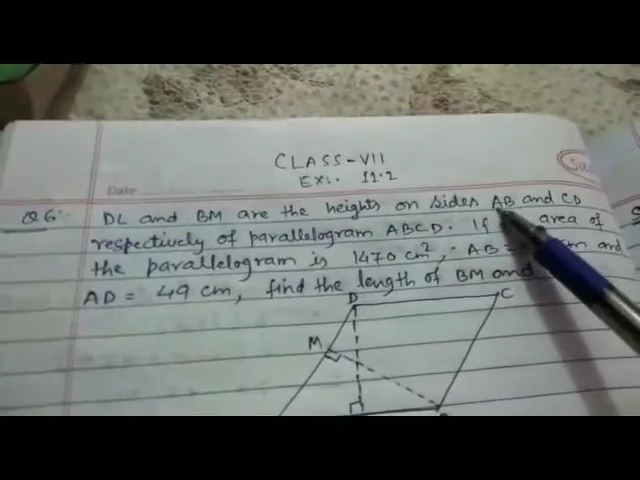 CLASS-VII
Ex:- 11.2
Date
Q6:- DL and BM are the heights on sides AB and CD
respectively of parallelogram ABCD. If area of
the parallelogram is 1470 cm², AB = cm and
AD = 49 cm, find the length of BM and
D C
M